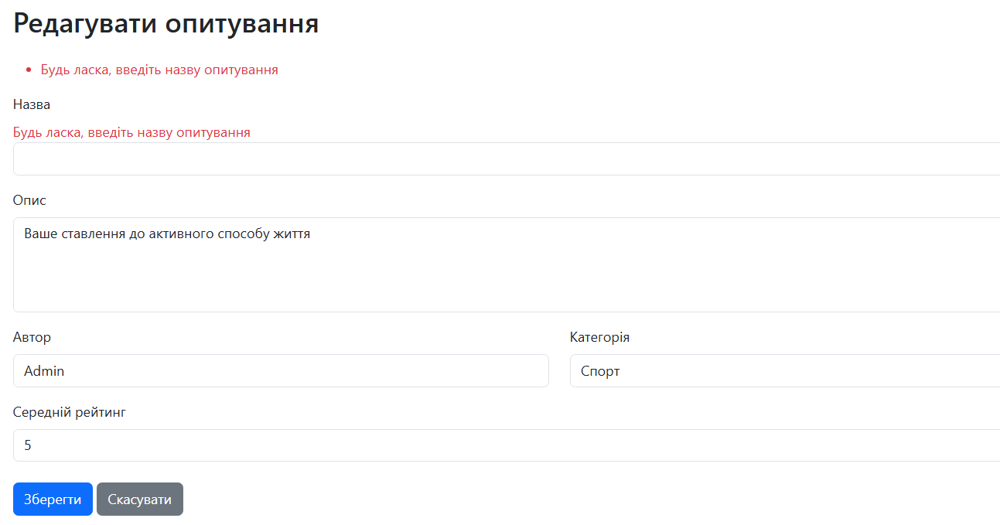 Редагувати опитування
Будь ласка, введіть назву опитування
Назва
Будь ласка, введіть назву опитування
Опис
Ваше ставлення до активного способу життя
Автор
Категорія
Admin
Спорт
Середній рейтинг
5
Зберегти
Скасувати